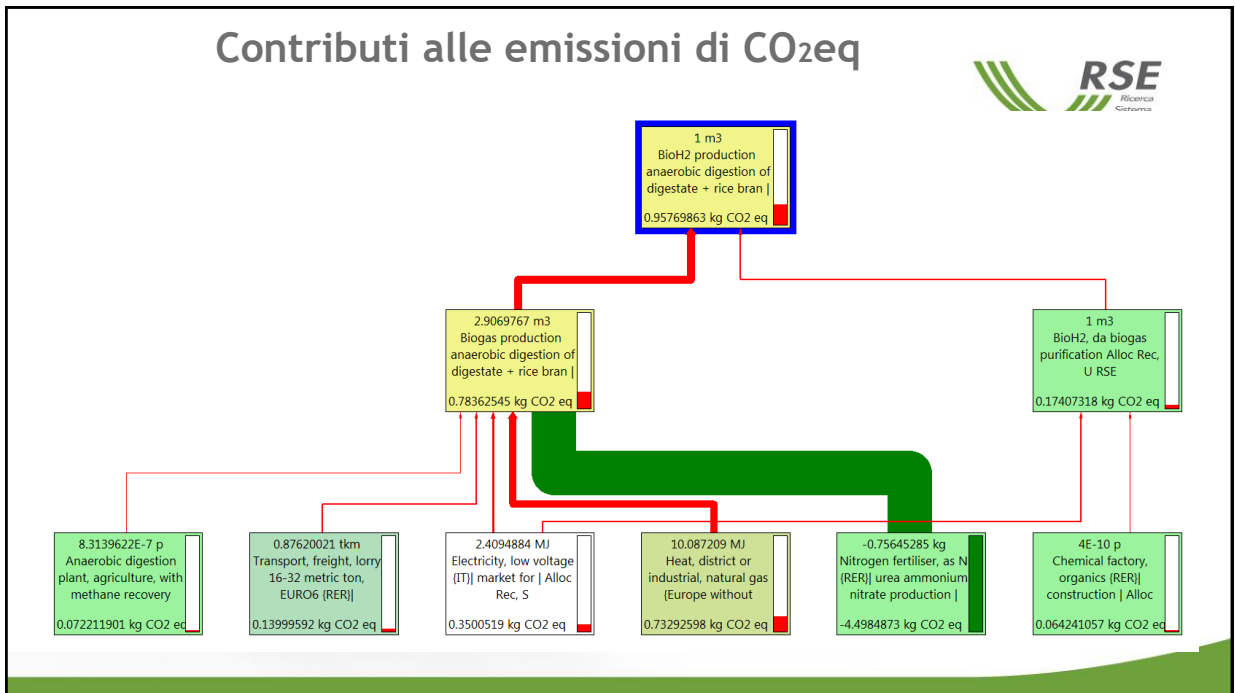 Contributi alle emissioni di CO2eq
RSE
Ricerca
Sistema
1 m3
BioH2 production
anaerobic digestion of
digestate + rice bran |
0.95769863 kg CO2 eq
2.9069767 m3
Biogas production
anaerobic digestion of
digestate + rice bran |
0.78362545 kg CO2 eq
1 m3
BioH2, da biogas
purification Alloc Rec,
U RSE
0.17407318 kg CO2 eq
8.3139622E-7 p
Anaerobic digestion
plant, agriculture, with
methane recovery
0.072211901 kg CO2 eq
0.87620021 tkm
Transport, freight, lorry
16-32 metric ton,
EURO6 {RER}|
0.13999592 kg CO2 eq
2.4094884 MJ
Electricity, low voltage
{IT}| market for | Alloc
Rec, S
0.3500519 kg CO2 eq
10.087209 MJ
Heat, district or
industrial, natural gas
{Europe without
0.73292598 kg CO2 eq
-0.75645285 kg
Nitrogen fertiliser, as N
{RER}| urea ammonium
nitrate production |
-4.4984873 kg CO2 eq
4E-10 p
Chemical factory,
organics {RER}|
construction | Alloc
0.064241057 kg CO2 eq